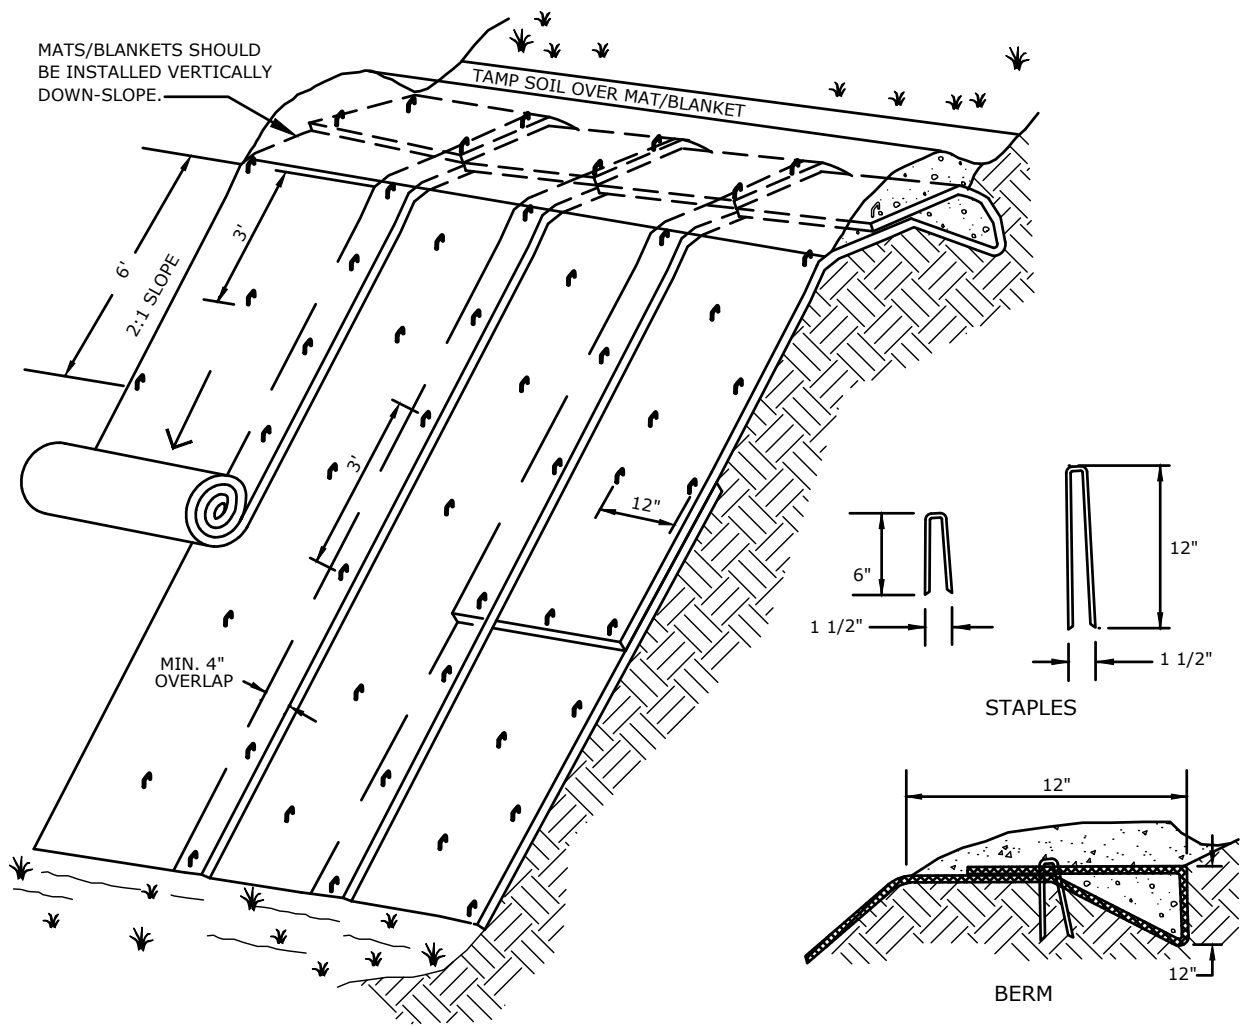 MATS/BLANKETS SHOULD
BE INSTALLED VERTICALLY
DOWN-SLOPE.
TAMP SOIL OVER MAT/BLANKET
6'
3'
2:1 SLOPE
3'
12"
MIN. 4"
OVERLAP
6"
1 1/2"
12"
1 1/2"
STAPLES
12"
12"
BERM